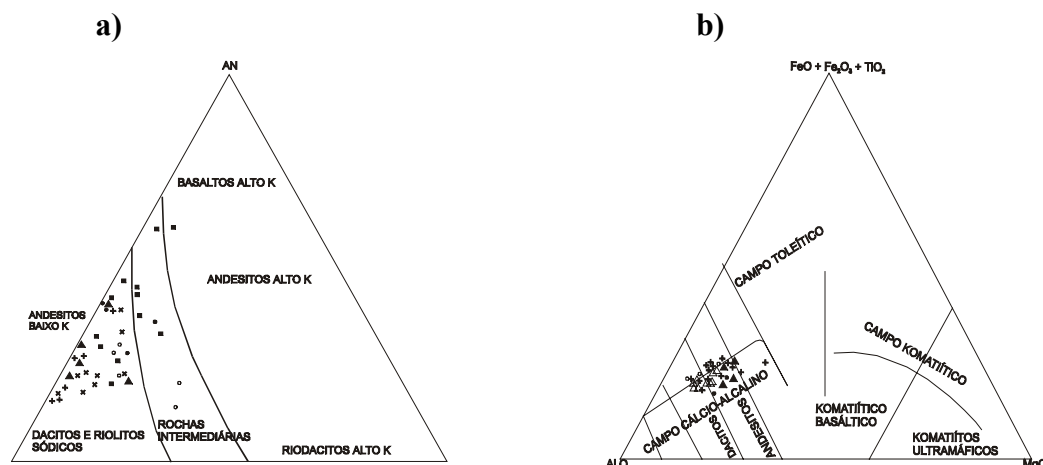 a)
AN
BASALTOS ALTO K
ANDESITOS ALTO K
ANDESITOS
BAIXO K
DACITOS E RIOLITOS
SÓDICOS
ROCHAS
INTERMEDIÁRIAS
RIODACITOS ALTO K
b)
FeO + Fe₂O₃ + TiO₂
CAMPO TOLEÍTICO
CAMPO KOMATIÍTICO
CAMPO CÁLCIO-ALCALINO
DACITOS
ANDESITOS
KOMATIÍTICO
BASÁLTICO
KOMATIÍTOS
ULTRAMÁFICOS